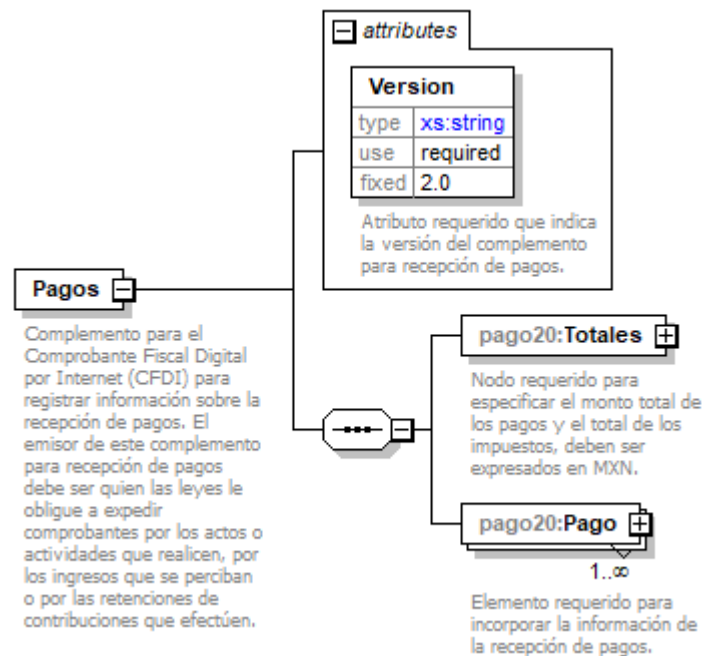 attributes
Version
type xs:string
use required
fixed 2.0
Atributo requerido que indica
la versión del complemento
para recepción de pagos.
Pagos
Complemento para el
Comprobante Fiscal Digital
por Internet (CFDI) para
registrar información sobre la
recepción de pagos. El
emisor de este complemento
para recepción de pagos
debe ser quien las leyes le
obligue a expedir
comprobantes por los actos o
actividades que realicen, por
los ingresos que se perciban
o por las retenciones de
contribuciones que efectúen.
pago20:Totales
Nodo requerido para
especificar el monto total de
los pagos y el total de los
impuestos, deben ser
expresados en MXN.
pago20:Pago
1..∞
Elemento requerido para
incorporar la información de
la recepción de pagos.